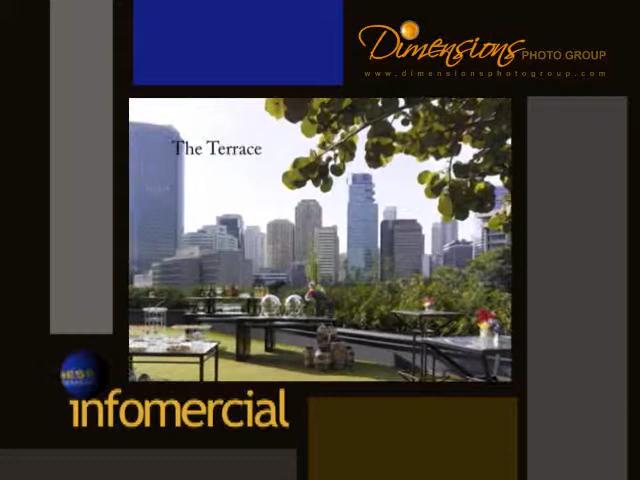 Dimensions PHOTO GROUP
www.dimensionsphotogroup.com
The Terrace
infomercial